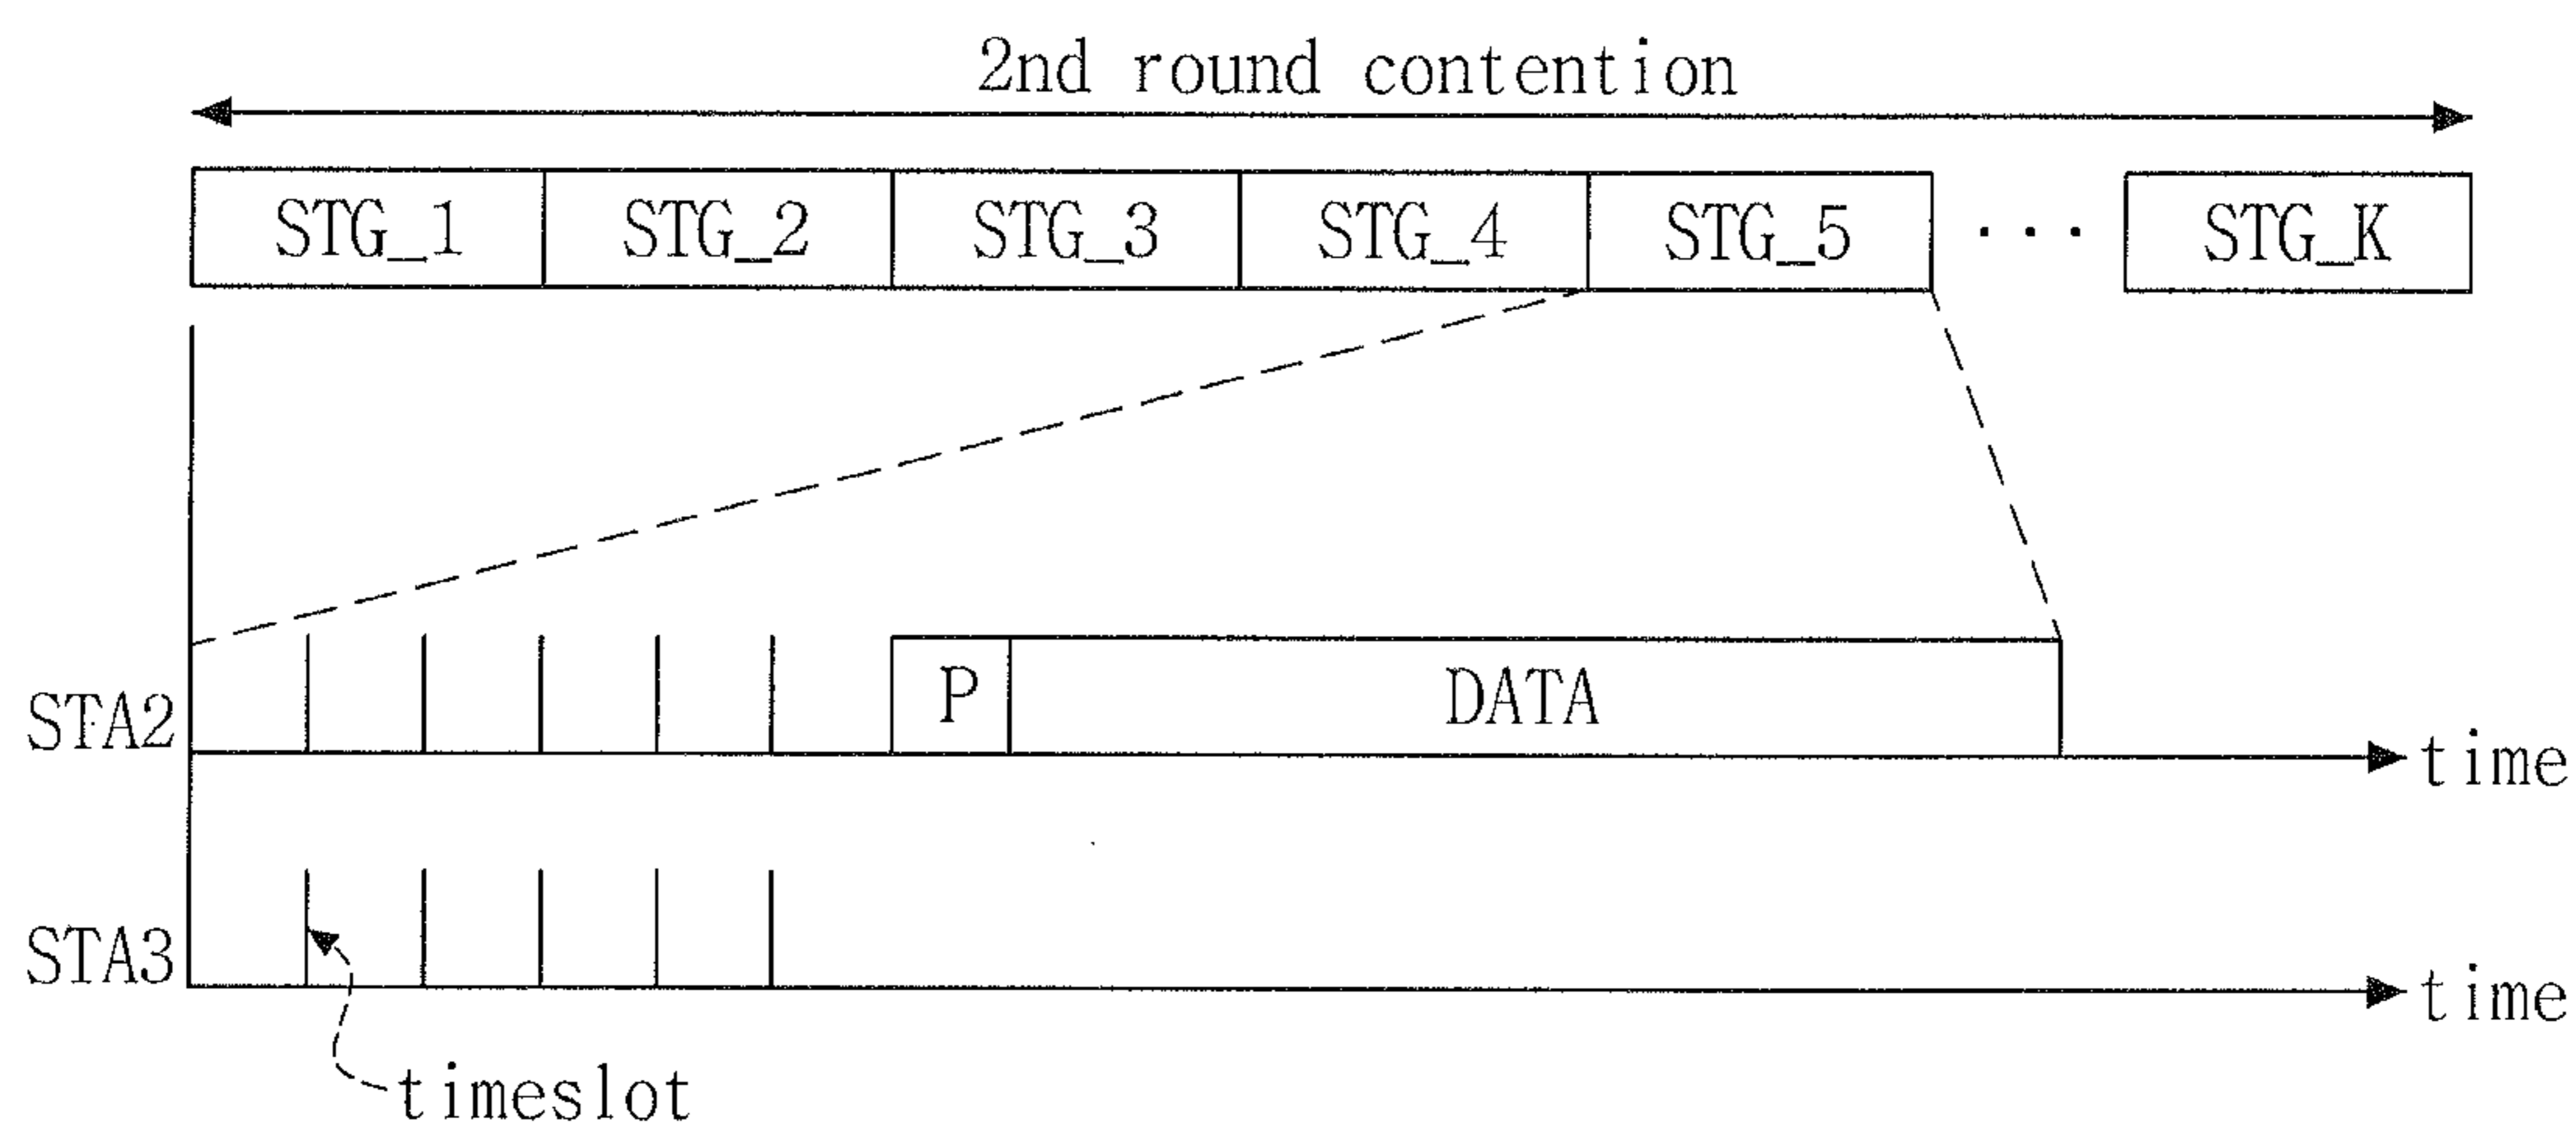 2nd round contention
STG_1 STG_2 STG_3 STG_4 STG_5 ··· STG_K
STA2 P DATA time
STA3 time
timeslot